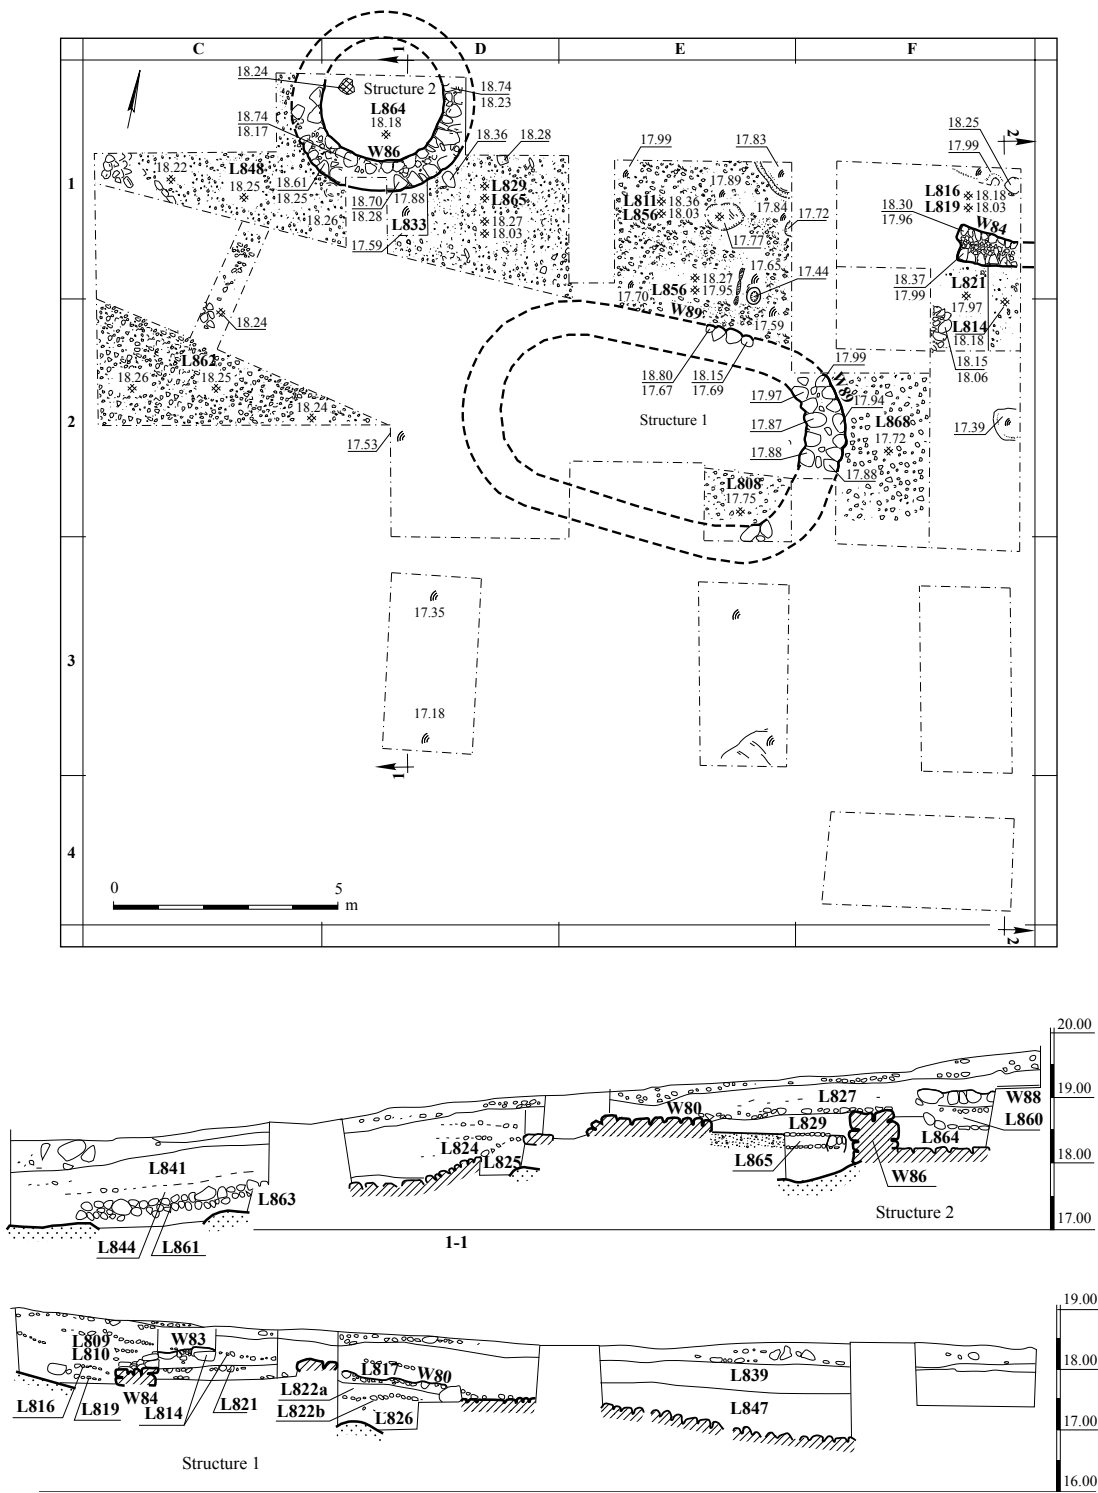 C D E F
1
2
3
4
1
18.24
Structure 2
L864
18.18
W86
18.74
18.23
18.74
18.17
18.36
18.28
18.22
L848
18.25
18.61
18.25
18.70
18.28
18.26
17.88
L833
17.59
L829
L865
18.27
18.03
17.99
17.83
17.89
L811
L856
18.36
18.03
17.84
17.72
17.77
17.65
17.44
L856
18.27
17.95
17.70
W89
17.59
18.25
17.99
2
L816
L819
18.18
18.03
18.30
17.96
W84
18.37
17.99
L821
17.97
L814
18.18
18.15
18.06
18.24
L862
18.26
18.25
18.24
17.53
18.80
17.67
18.15
17.69
17.99
W89
17.97
17.94
Structure 1
17.87
L868
17.72
17.88
17.88
17.39
L808
17.75
17.35
17.18
1
0 5
m
2
20.00
19.00
18.00
17.00
L841
L863
L844
L861
L824
L825
W80
L827
L829
L865
L864
W86
W88
L860
Structure 2
1-1
19.00
18.00
17.00
16.00
L809
L810
W83
L816
L819
W84
L814
L821
L817
W80
L822a
L822b
L826
L839
L847
Structure 1